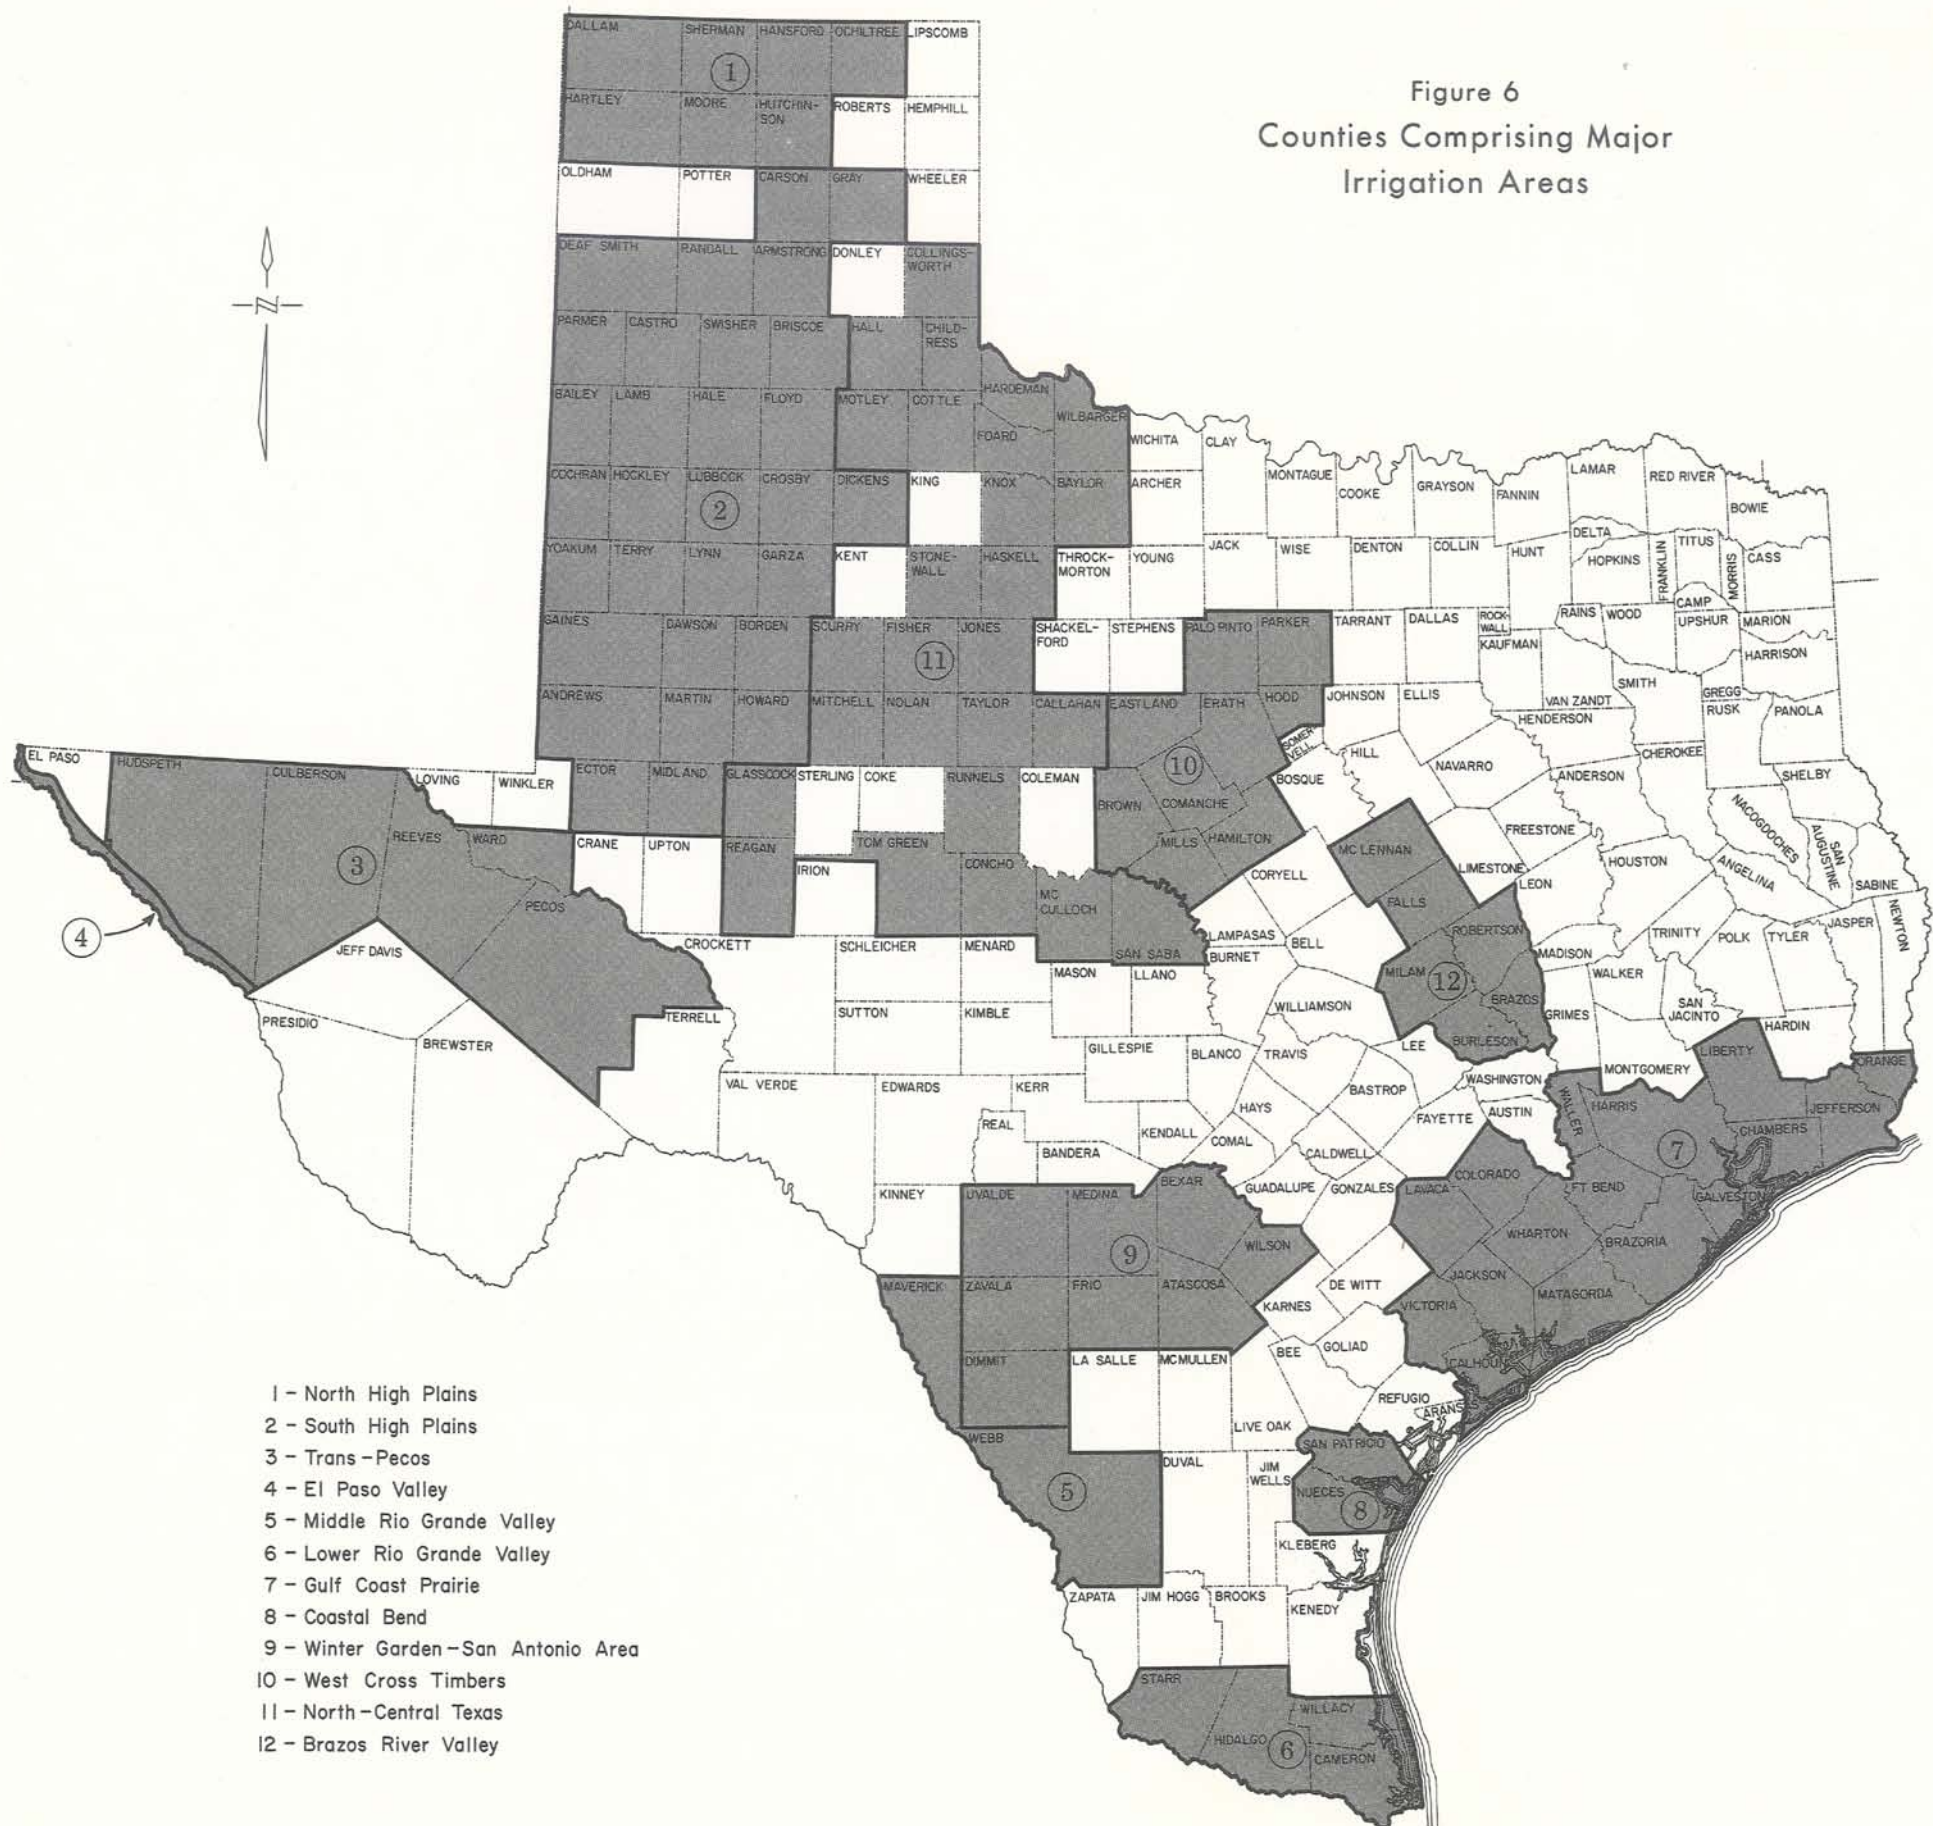 Figure 6
Counties Comprising Major
Irrigation Areas
DALLAM
SHERMAN
HANSFORD
OCHILTREE
LIPSCOMB
1
HARTLEY
MOORE
HUTCHIN-
SON
ROBERTS
HEMPHILL
OLDHAM
POTTER
CARSON
GRAY
WHEELER
DEAF SMITH
RANDALL
ARMSTRONG
DONLEY
COLLINGS-
WORTH
N
PARMER
CASTRO
SWISHER
BRISCOE
HALL
CHILD-
RESS
BAILEY
LAMB
HALE
FLOYD
MOTLEY
COTTLE
HARDEMAN
FOARD
WILBARGER
WICHITA
CLAY
MONTAGUE
COOKE
GRAYSON
FANNIN
LAMAR
RED RIVER
BOWIE
COCHRAN
HOCKLEY
LUBBOCK
CROSBY
DICKENS
KING
KNOX
BAYLOR
ARCHER
2
YOAKUM
TERRY
LYNN
GARZA
KENT
STONE-
WALL
HASKELL
THROCK-
MORTON
YOUNG
JACK
WISE
DENTON
COLLIN
HUNT
DELTA
HOPKINS
FRANKLIN
TITUS
MORRIS
CASS
CAMP
GAINES
DAWSON
BORDEN
SCURRY
FISHER
JONES
SHACKEL-
FORD
STEPHENS
PALO PINTO
PARKER
TARRANT
DALLAS
ROCK-
WALL
KAUFMAN
RAINS
WOOD
UPSHUR
MARION
HARRISON
11
ANDREWS
MARTIN
HOWARD
MITCHELL
NOLAN
TAYLOR
CALLAHAN
EASTLAND
ERATH
HOOD
JOHNSON
ELLIS
VAN ZANDT
SMITH
GREGG
RUSK
PANOLA
HENDERSON
SOMER
VELL
HILL
NAVARRO
CHEROKEE
ANDERSON
SHELBY
EL PASO
HUDSPETH
CULBERSON
LOVING
WINKLER
ECTOR
MIDLAND
GLASSCOCK
STERLING
COKE
RUNNELS
COLEMAN
BROWN
COMANCHE
10
BOSQUE
FREESTONE
NACOGDOCHES
SAN
AUGUSTINE
REEVES
WARD
CRANE
UPTON
REAGAN
IRION
TOM GREEN
CONCHO
MC
CULLOCH
MILLS
HAMILTON
CORYELL
MC LENNAN
LIMESTONE
LEON
HOUSTON
ANGELINA
SABINE
3
4
PECOS
JEFF DAVIS
CROCKETT
SCHLEICHER
MENARD
SAN SABA
LAMPASAS
BURNET
BELL
FALLS
ROBERTSON
MADISON
TRINITY
POLK
TYLER
JASPER
NEWTON
MASON
LLANO
MILAM
12
BRAZOS
WALKER
SAN
JACINTO
HARDIN
PRESIDIO
BREWSTER
TERRELL
SUTTON
KIMBLE
WILLIAMSON
GRIMES
BURLESON
LEE
GILLESPIE
BLANCO
TRAVIS
BASTROP
WASHINGTON
MONTGOMERY
LIBERTY
ORANGE
VAL VERDE
EDWARDS
KERR
REAL
HAYS
FAYETTE
AUSTIN
WALLER
HARRIS
JEFFERSON
CHAMBERS
7
KENDALL
COMAL
CALDWELL
BANDERA
KINNEY
UVALDE
MEDINA
BEXAR
GUADALUPE
GONZALES
LAVACA
COLORADO
FT BEND
GALVESTON
9
WILSON
WHARTON
BRAZORIA
MAVERICK
ZAVALA
FRIO
ATASCOSA
KARNES
DE WITT
JACKSON
MATAGORDA
VICTORIA
DIMMIT
LA SALLE
MCMULLEN
BEE
GOLIAD
CALHOUN
REFUGIO
ARANS
WEBB
LIVE OAK
SAN PATRICIO
DUVAL
JIM
WELLS
NUECES
5
8
KLEBERG
ZAPATA
JIM HOGG
BROOKS
KENEDY
STARR
WILLACY
HIDALGO
6
CAMERON
1 – North High Plains
2 – South High Plains
3 – Trans-Pecos
4 – El Paso Valley
5 – Middle Rio Grande Valley
6 – Lower Rio Grande Valley
7 – Gulf Coast Prairie
8 – Coastal Bend
9 – Winter Garden–San Antonio Area
10 – West Cross Timbers
11 – North-Central Texas
12 – Brazos River Valley